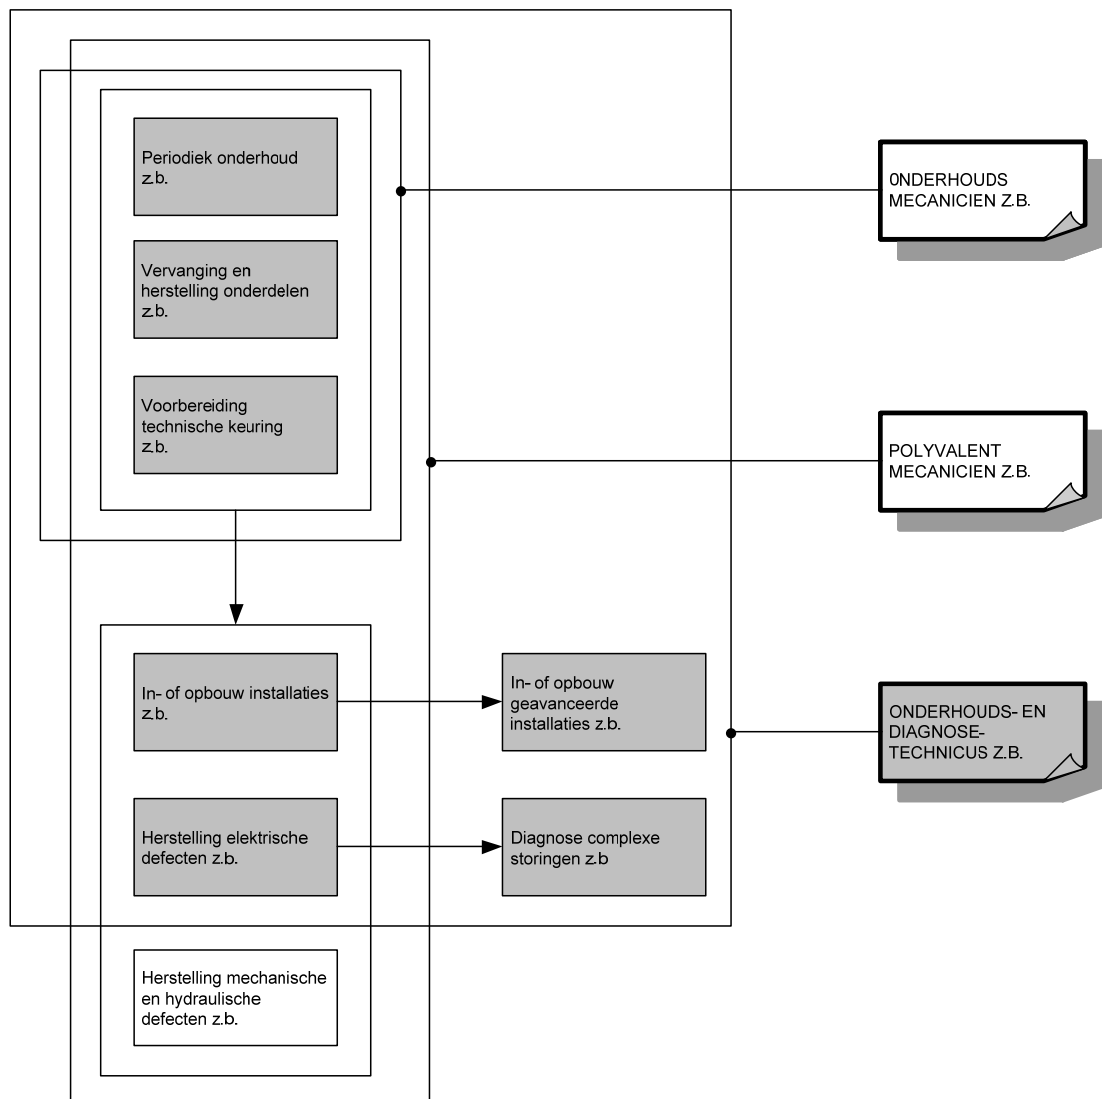 Periodiek onderhoud
z.b.
0NDERHOUDS
MECANICIEN Z.B.
Vervanging en
herstelling onderdelen
z.b.
Voorbereiding
technische keuring
z.b.
POLYVALENT
MECANICIEN Z.B.
In- of opbouw installaties
z.b.
In- of opbouw
geavanceerde
installaties z.b.
ONDERHOUDS- EN
DIAGNOSE-
TECHNICUS Z.B.
Herstelling elektrische
defecten z.b.
Diagnose complexe
storingen z.b
Herstelling mechanische
en hydraulische
defecten z.b.